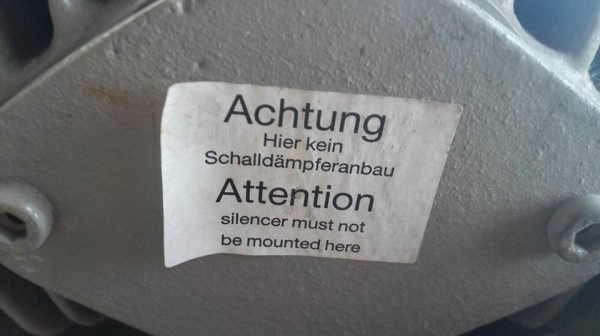 Achtung
Hier kein
Schalldämpferanbau
Attention
silencer must not
be mounted here